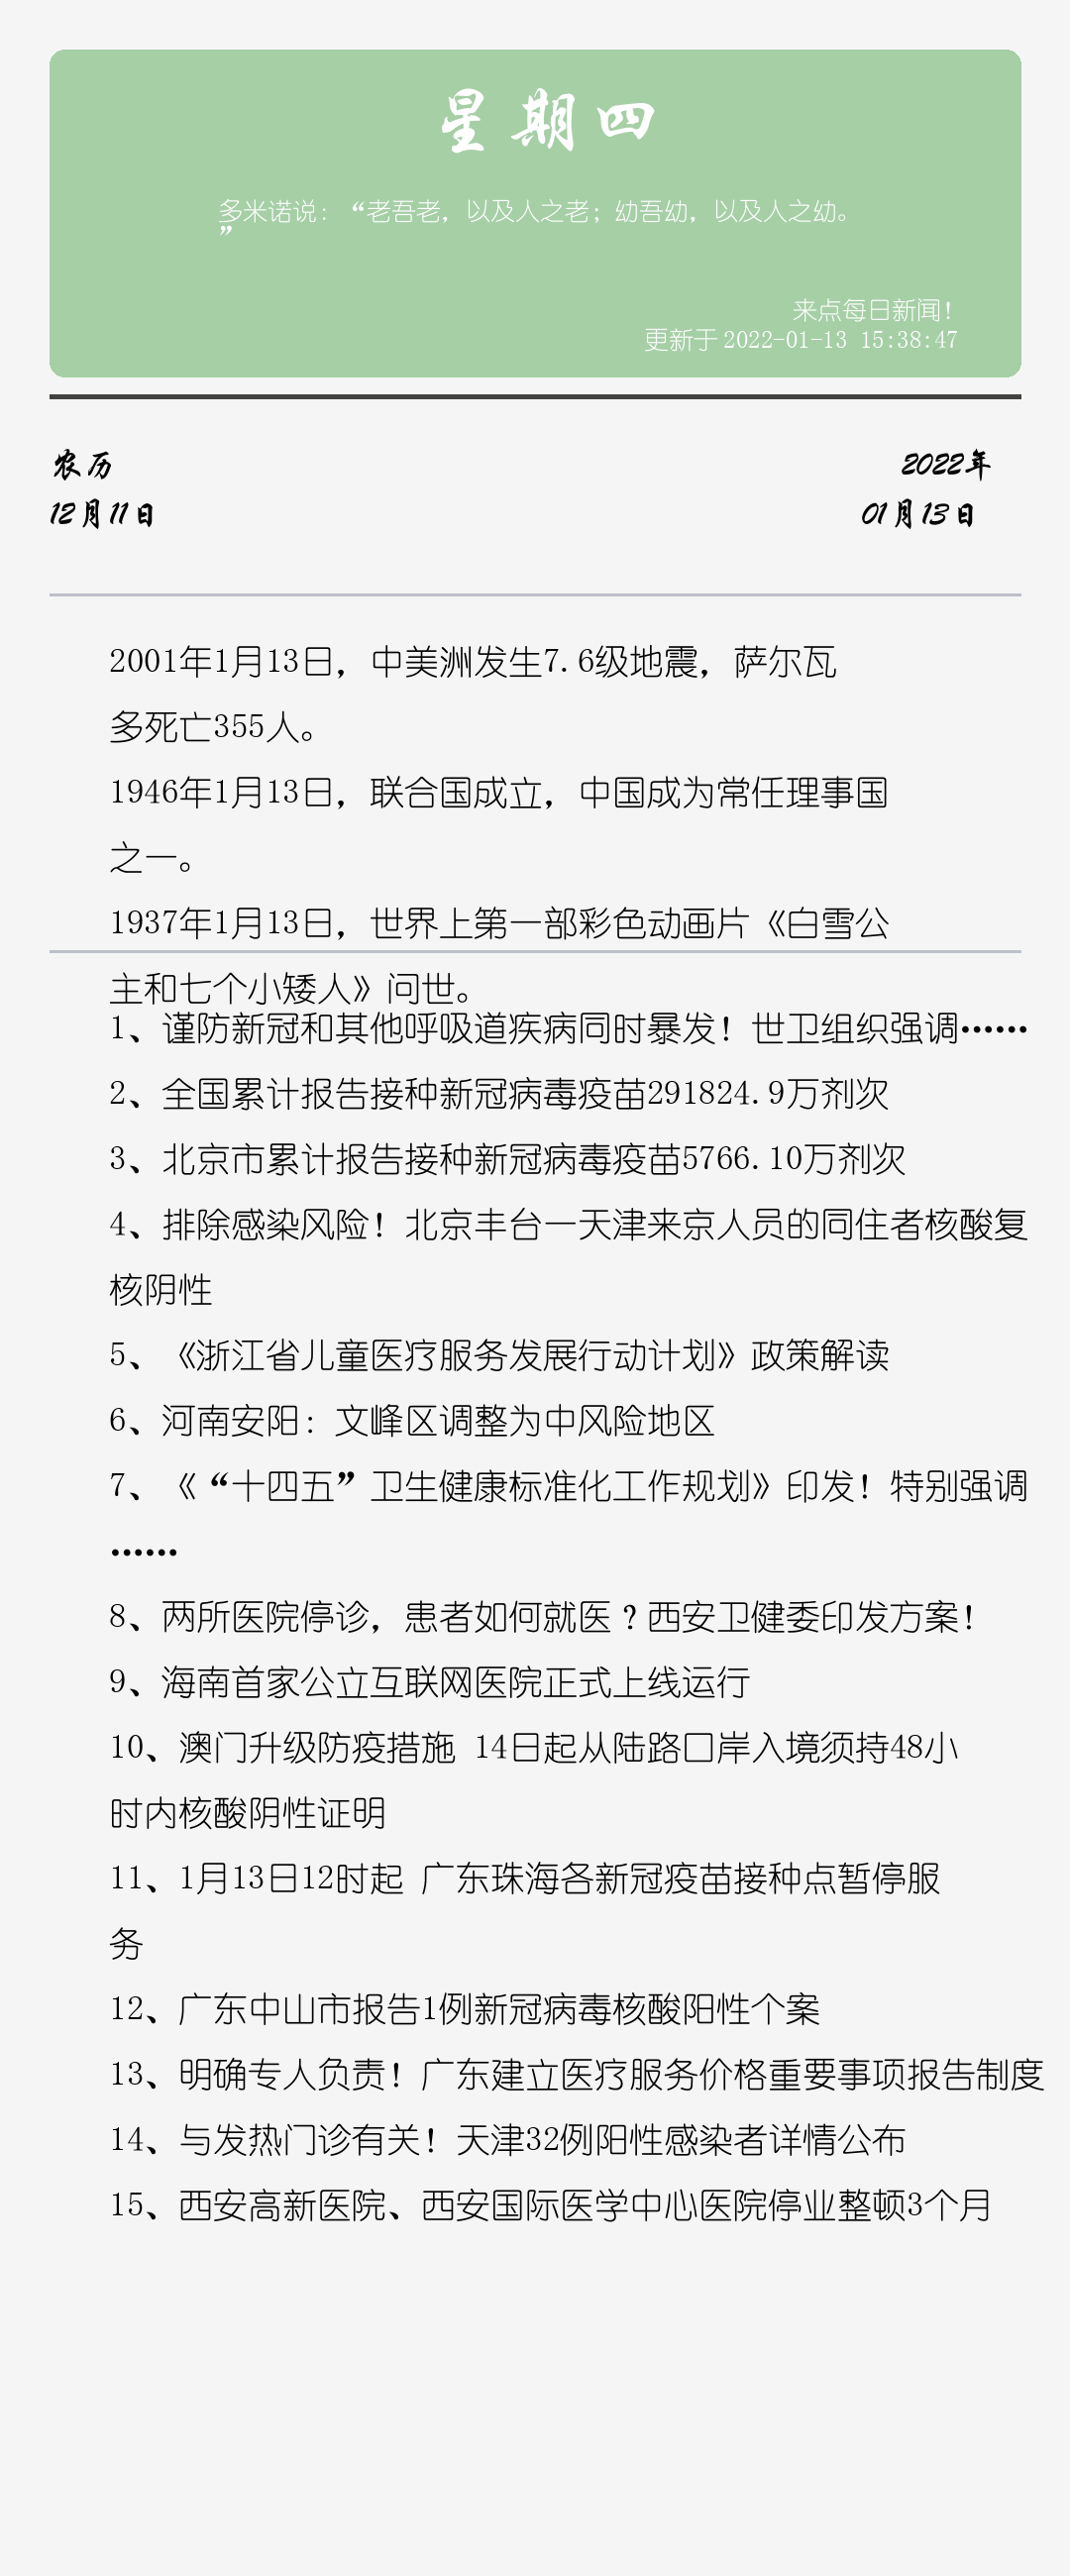 星期四
多米诺说：“老吾老，以及人之老；幼吾幼，以及人之幼。
”
来点每日新闻！
更新于2022-01-13 15:38:47
农历
2022年
12月11日
01月13日
2001年1月13日，中美洲发生7.6级地震，萨尔瓦
多死亡355人。
1946年1月13日，联合国成立，中国成为常任理事国
之一。
1937年1月13日，世界上第一部彩色动画片《白雪公
主和七个小矮人》问世。
1、谨防新冠和其他呼吸道疾病同时暴发！世卫组织强调……
2、全国累计报告接种新冠病毒疫苗291824.9万剂次
3、北京市累计报告接种新冠病毒疫苗5766.10万剂次
4、排除感染风险！北京丰台一天津来京人员的同住者核酸复
核阴性
5、《浙江省儿童医疗服务发展行动计划》政策解读
6、河南安阳：文峰区调整为中风险地区
7、《“十四五”卫生健康标准化工作规划》印发！特别强调
……
8、两所医院停诊，患者如何就医？西安卫健委印发方案！
9、海南首家公立互联网医院正式上线运行
10、澳门升级防疫措施 14日起从陆路口岸入境须持48小
时内核酸阴性证明
11、1月13日12时起 广东珠海各新冠疫苗接种点暂停服
务
12、广东中山市报告1例新冠病毒核酸阳性个案
13、明确专人负责！广东建立医疗服务价格重要事项报告制度
14、与发热门诊有关！天津32例阳性感染者详情公布
15、西安高新医院、西安国际医学中心医院停业整顿3个月